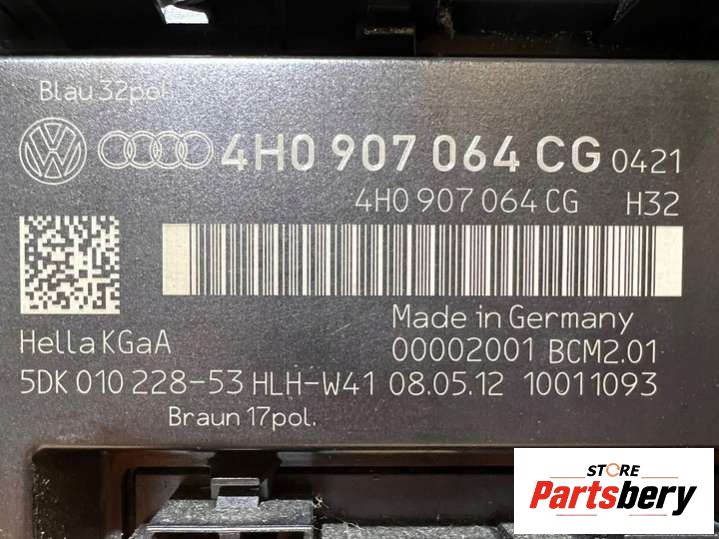 Blau 32pol.
4H0 907 064 CG 0421
4H0 907 064 CG H32
Hella KGaA
Made in Germany
00002001 BCM2.01
5DK 010 228-53 HLH-W41 08.05.12 10011093
Braun 17pol.
STORE
Partsbery